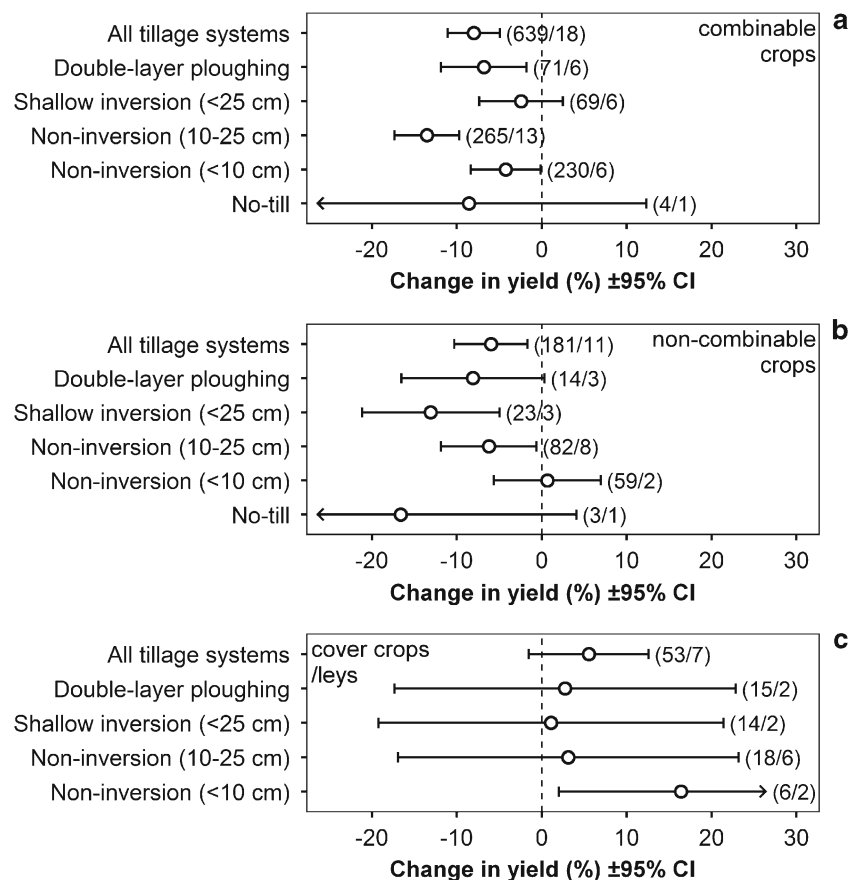 a
combinable
crops
All tillage systems (639/18)
Double-layer ploughing (71/6)
Shallow inversion (<25 cm) (69/6)
Non-inversion (10-25 cm) (265/13)
Non-inversion (<10 cm) (230/6)
No-till (4/1)
-20 -10 0 10 20 30
Change in yield (%) ±95% CI
b
non-combinable
crops
All tillage systems (181/11)
Double-layer ploughing (14/3)
Shallow inversion (<25 cm) (23/3)
Non-inversion (10-25 cm) (82/8)
Non-inversion (<10 cm) (59/2)
No-till (3/1)
-20 -10 0 10 20 30
Change in yield (%) ±95% CI
c
cover crops
/leys
All tillage systems (53/7)
Double-layer ploughing (15/2)
Shallow inversion (<25 cm) (14/2)
Non-inversion (10-25 cm) (18/6)
Non-inversion (<10 cm) (6/2)
-20 -10 0 10 20 30
Change in yield (%) ±95% CI